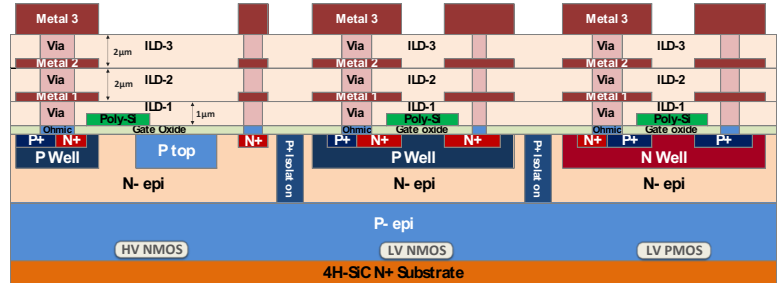 Metal 3 Metal 3 Metal 3
Via ILD-3 Via ILD-3 Via ILD-3
2μm
Metal 2 Metal 2 Metal 2
Via ILD-2 Via ILD-2 Via ILD-2
2μm
Metal 1 Metal 1 Metal 1
ILD-1 ILD-1 ILD-1
Via 1μm Via Via
Poly-Si Poly-Si Poly-Si
Ohmic Gate Oxide Ohmic Gate oxide Ohmic Gate oxide
P+ N+ N+ P+ N+ N+ N+ P+ P+
P Well P top P Well N Well
P+ Isolation P+ Isolation
N- epi N- epi N- epi
P- epi
HV NMOS LV NMOS LV PMOS
4H-SiC N+ Substrate